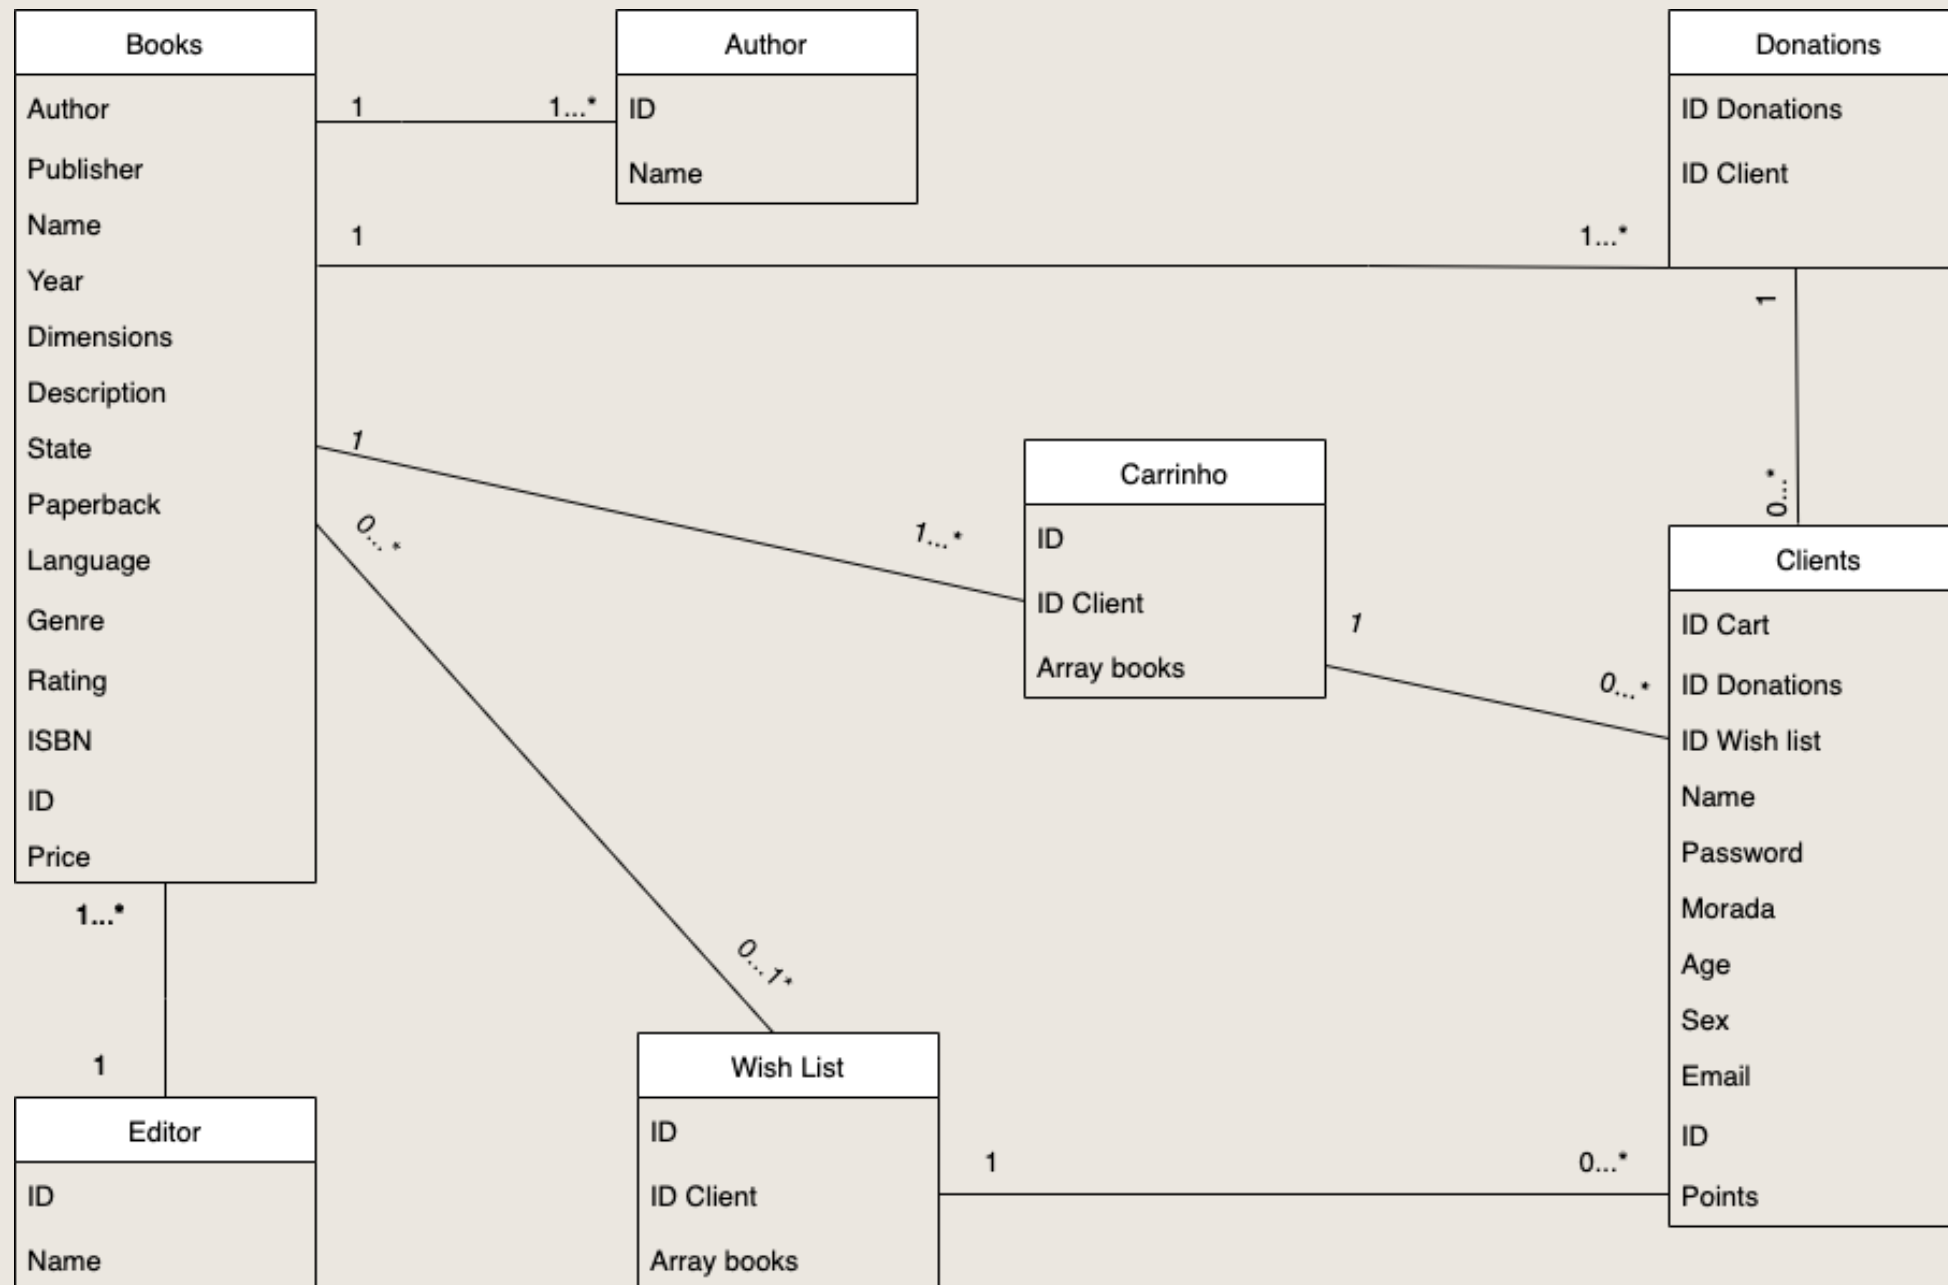 Books
Author
Publisher
Name
Year
Dimensions
Description
State
Paperback
Language
Genre
Rating
ISBN
ID
Price
1
1...*
Author
ID
Name
1
1...*
Donations
ID Donations
ID Client
1
0...*
1
1...*
Carrinho
ID
ID Client
Array books
1
0...*
Clients
ID Cart
ID Donations
ID Wish list
Name
Password
Morada
Age
Sex
Email
ID
Points
0...*
0...1*
Wish List
ID
ID Client
Array books
1
0...*
1...*
1
Editor
ID
Name